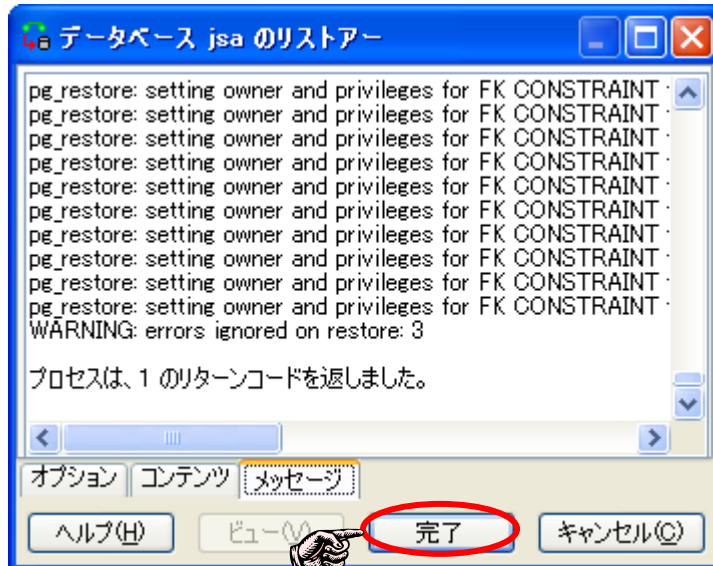 データベース jsa のリストアー
pg_restore: setting owner and privileges for FK CONSTRAINT
pg_restore: setting owner and privileges for FK CONSTRAINT
pg_restore: setting owner and privileges for FK CONSTRAINT
pg_restore: setting owner and privileges for FK CONSTRAINT
pg_restore: setting owner and privileges for FK CONSTRAINT
pg_restore: setting owner and privileges for FK CONSTRAINT
pg_restore: setting owner and privileges for FK CONSTRAINT
pg_restore: setting owner and privileges for FK CONSTRAINT
pg_restore: setting owner and privileges for FK CONSTRAINT
pg_restore: setting owner and privileges for FK CONSTRAINT
WARNING: errors ignored on restore: 3
プロセスは、1 のリターンコードを返しました。
オプション コンテンツ メッセージ
ヘルプ(H) ビュー(V) 完了 キャンセル(C)